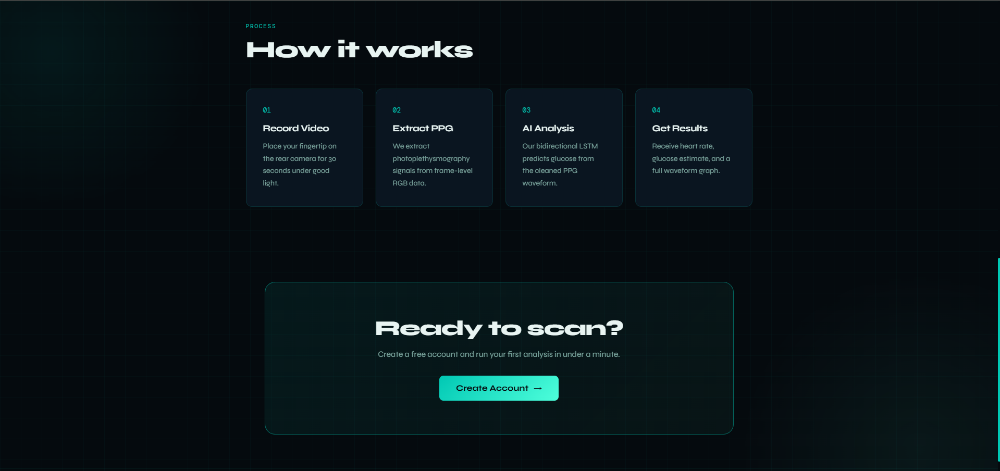 PROCESS
How it works
01
Record Video
Place your fingertip on
the rear camera for 30
seconds under good
light.
02
Extract PPG
We extract
photoplethysmography
signals from frame-level
RGB data.
03
AI Analysis
Our bidirectional LSTM
predicts glucose from
the cleaned PPG
waveform.
04
Get Results
Receive heart rate,
glucose estimate, and a
full waveform graph.
Ready to scan?
Create a free account and run your first analysis in under a minute.
Create Account →